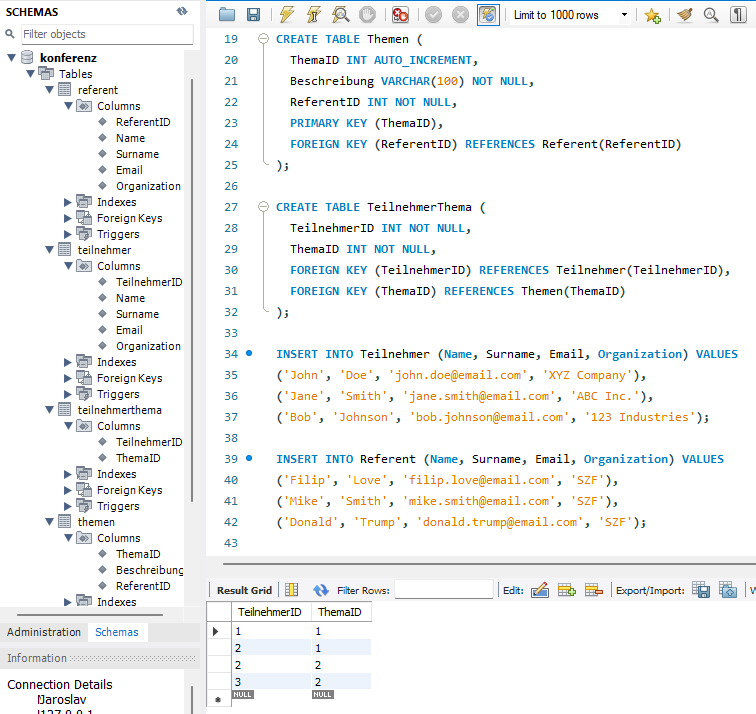 SCHEMAS
Filter objects
konferenz
Tables
referent
Columns
ReferentID
Name
Surname
Email
Organization
Indexes
Foreign Keys
Triggers
teilnehmer
Columns
TeilnehmerID
Name
Surname
Email
Organization
Indexes
Foreign Keys
Triggers
teilnehmerthema
Columns
TeilnehmerID
ThemaID
Indexes
Foreign Keys
Triggers
themen
Columns
ThemaID
Beschreibung
ReferentID
Indexes
Administration Schemas
Information
Connection Details
Jaroslav
Limit to 1000 rows
19 CREATE TABLE Themen (
20 ThemaID INT AUTO_INCREMENT,
21 Beschreibung VARCHAR(100) NOT NULL,
22 ReferentID INT NOT NULL,
23 PRIMARY KEY (ThemaID),
24 FOREIGN KEY (ReferentID) REFERENCES Referent(ReferentID)
25 );
26
27 CREATE TABLE TeilnehmerThema (
28 TeilnehmerID INT NOT NULL,
29 ThemaID INT NOT NULL,
30 FOREIGN KEY (TeilnehmerID) REFERENCES Teilnehmer(TeilnehmerID),
31 FOREIGN KEY (ThemaID) REFERENCES Themen(ThemaID)
32 );
33
34 INSERT INTO Teilnehmer (Name, Surname, Email, Organization) VALUES
35 ('John', 'Doe', 'john.doe@email.com', 'XYZ Company'),
36 ('Jane', 'Smith', 'jane.smith@email.com', 'ABC Inc.'),
37 ('Bob', 'Johnson', 'bob.johnson@email.com', '123 Industries');
38
39 INSERT INTO Referent (Name, Surname, Email, Organization) VALUES
40 ('Filip', 'Love', 'filip.love@email.com', 'SZF'),
41 ('Mike', 'Smith', 'mike.smith@email.com', 'SZF'),
42 ('Donald', 'Trump', 'donald.trump@email.com', 'SZF');
43
Result Grid Filter Rows: Edit: Export/Import:
TeilnehmerID ThemaID
1 1
2 1
2 2
3 2
NULL NULL